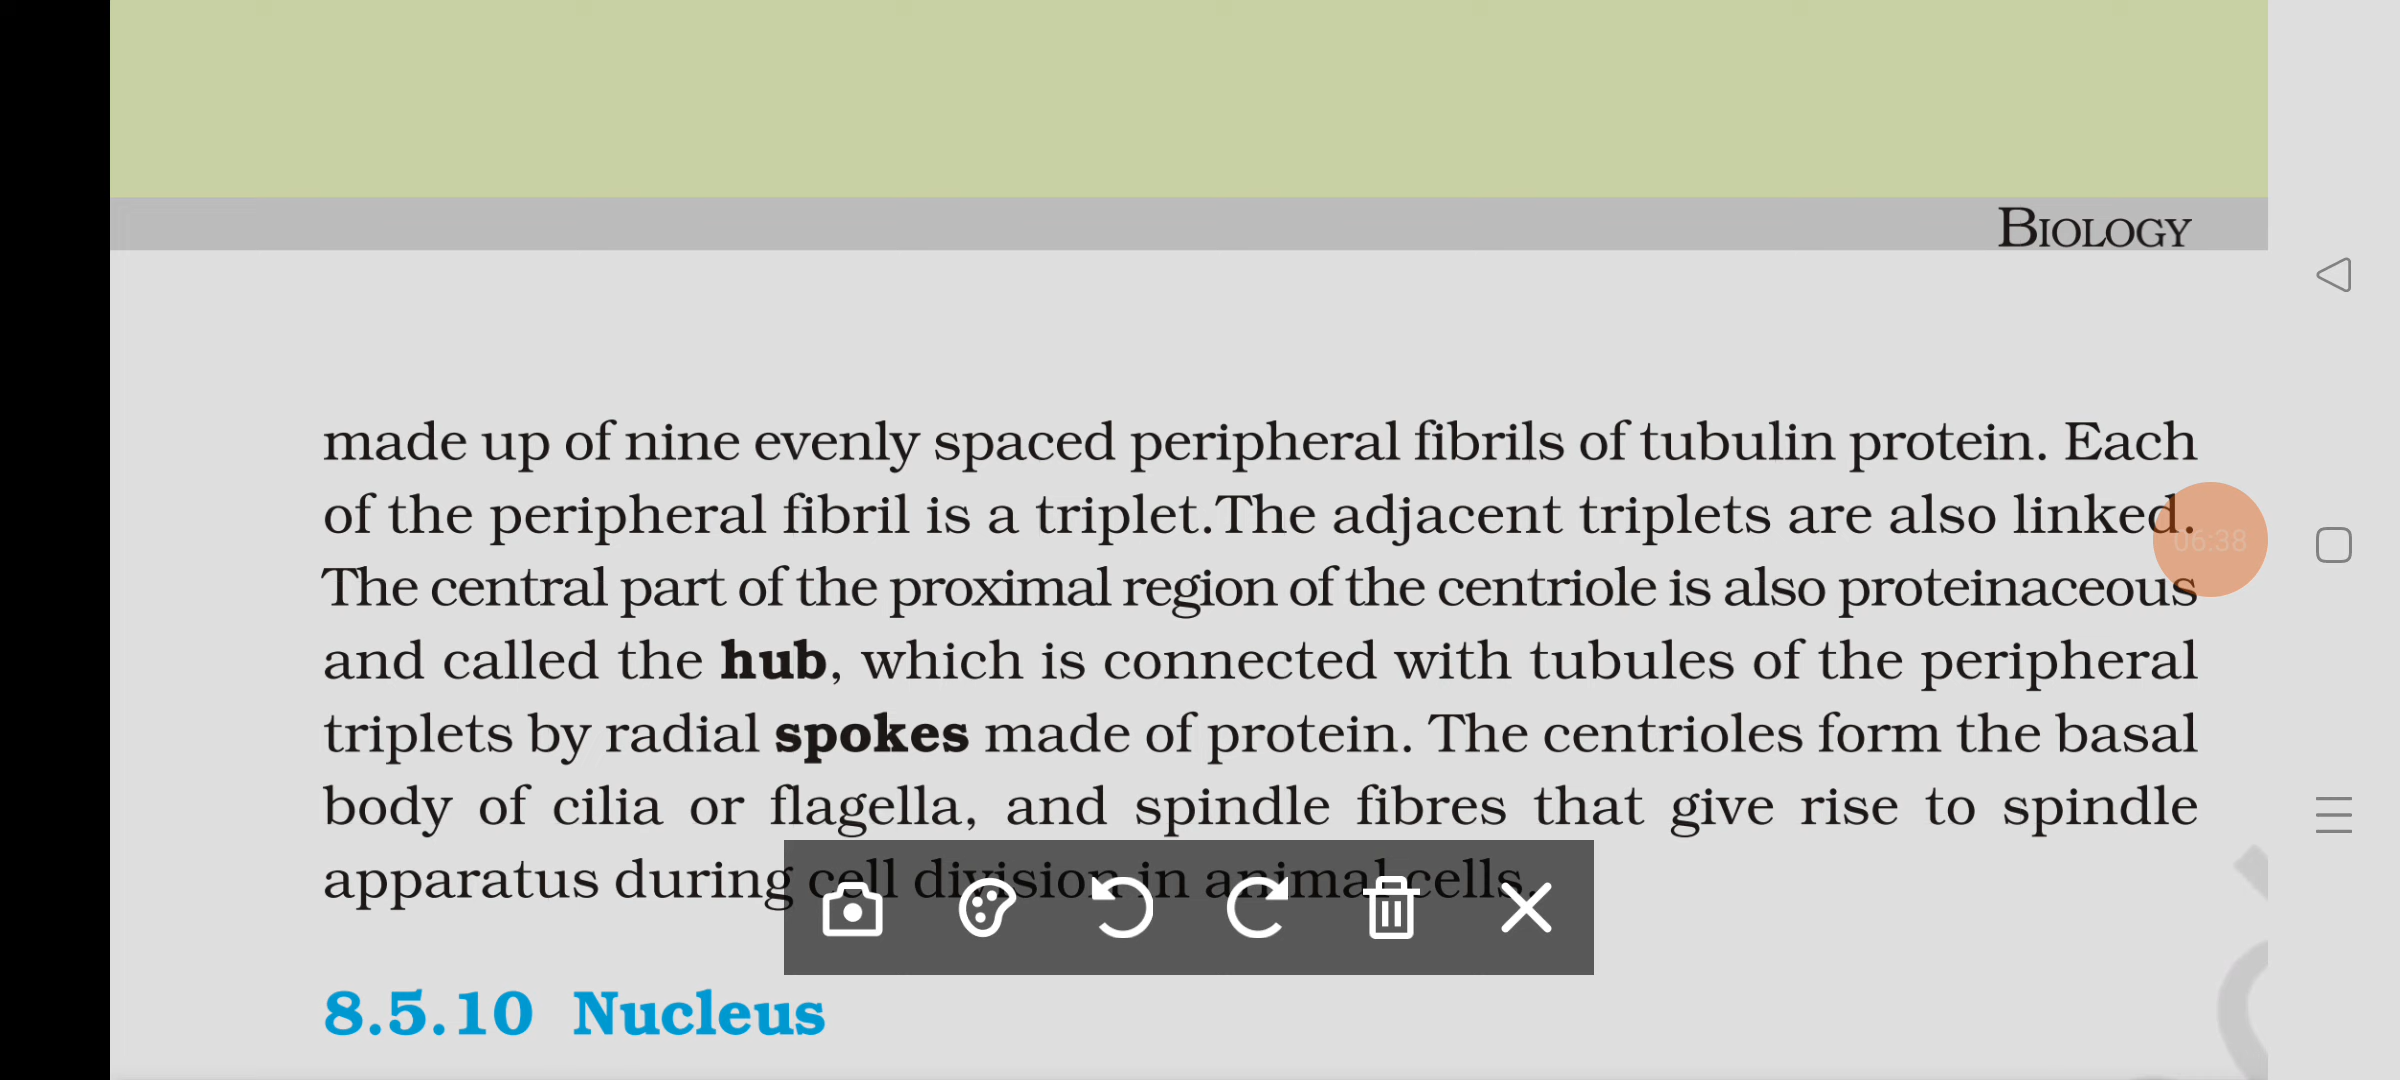 BIOLOGY
made up of nine evenly spaced peripheral fibrils of tubulin protein. Each
of the peripheral fibril is a triplet.The adjacent triplets are also linked.
06:38
The central part of the proximal region of the centriole is also proteinaceous
and called the hub, which is connected with tubules of the peripheral
triplets by radial spokes made of protein. The centrioles form the basal
body of cilia or flagella, and spindle fibres that give rise to spindle
apparatus during cell division in animal cells.
8.5.10 Nucleus